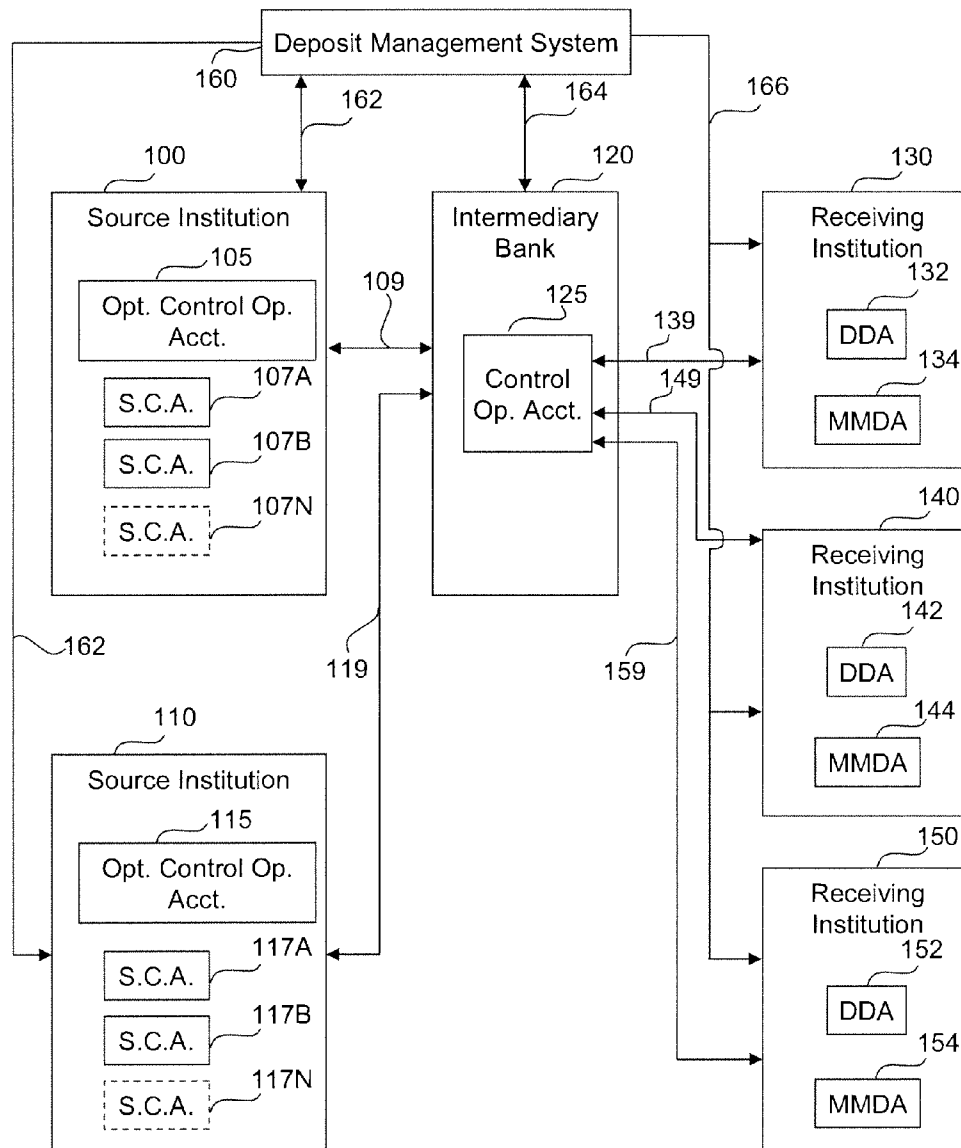 Deposit Management System
160
162
164
166
100
Source Institution
105
Opt. Control Op.
Acct.
107A
S.C.A.
107B
S.C.A.
107N
S.C.A.
109
120
Intermediary
Bank
125
Control
Op. Acct.
139
149
130
Receiving
Institution
132
DDA
134
MMDA
140
Receiving
Institution
142
DDA
144
MMDA
162
119
159
110
Source Institution
115
Opt. Control Op.
Acct.
117A
S.C.A.
117B
S.C.A.
117N
S.C.A.
150
Receiving
Institution
152
DDA
154
MMDA